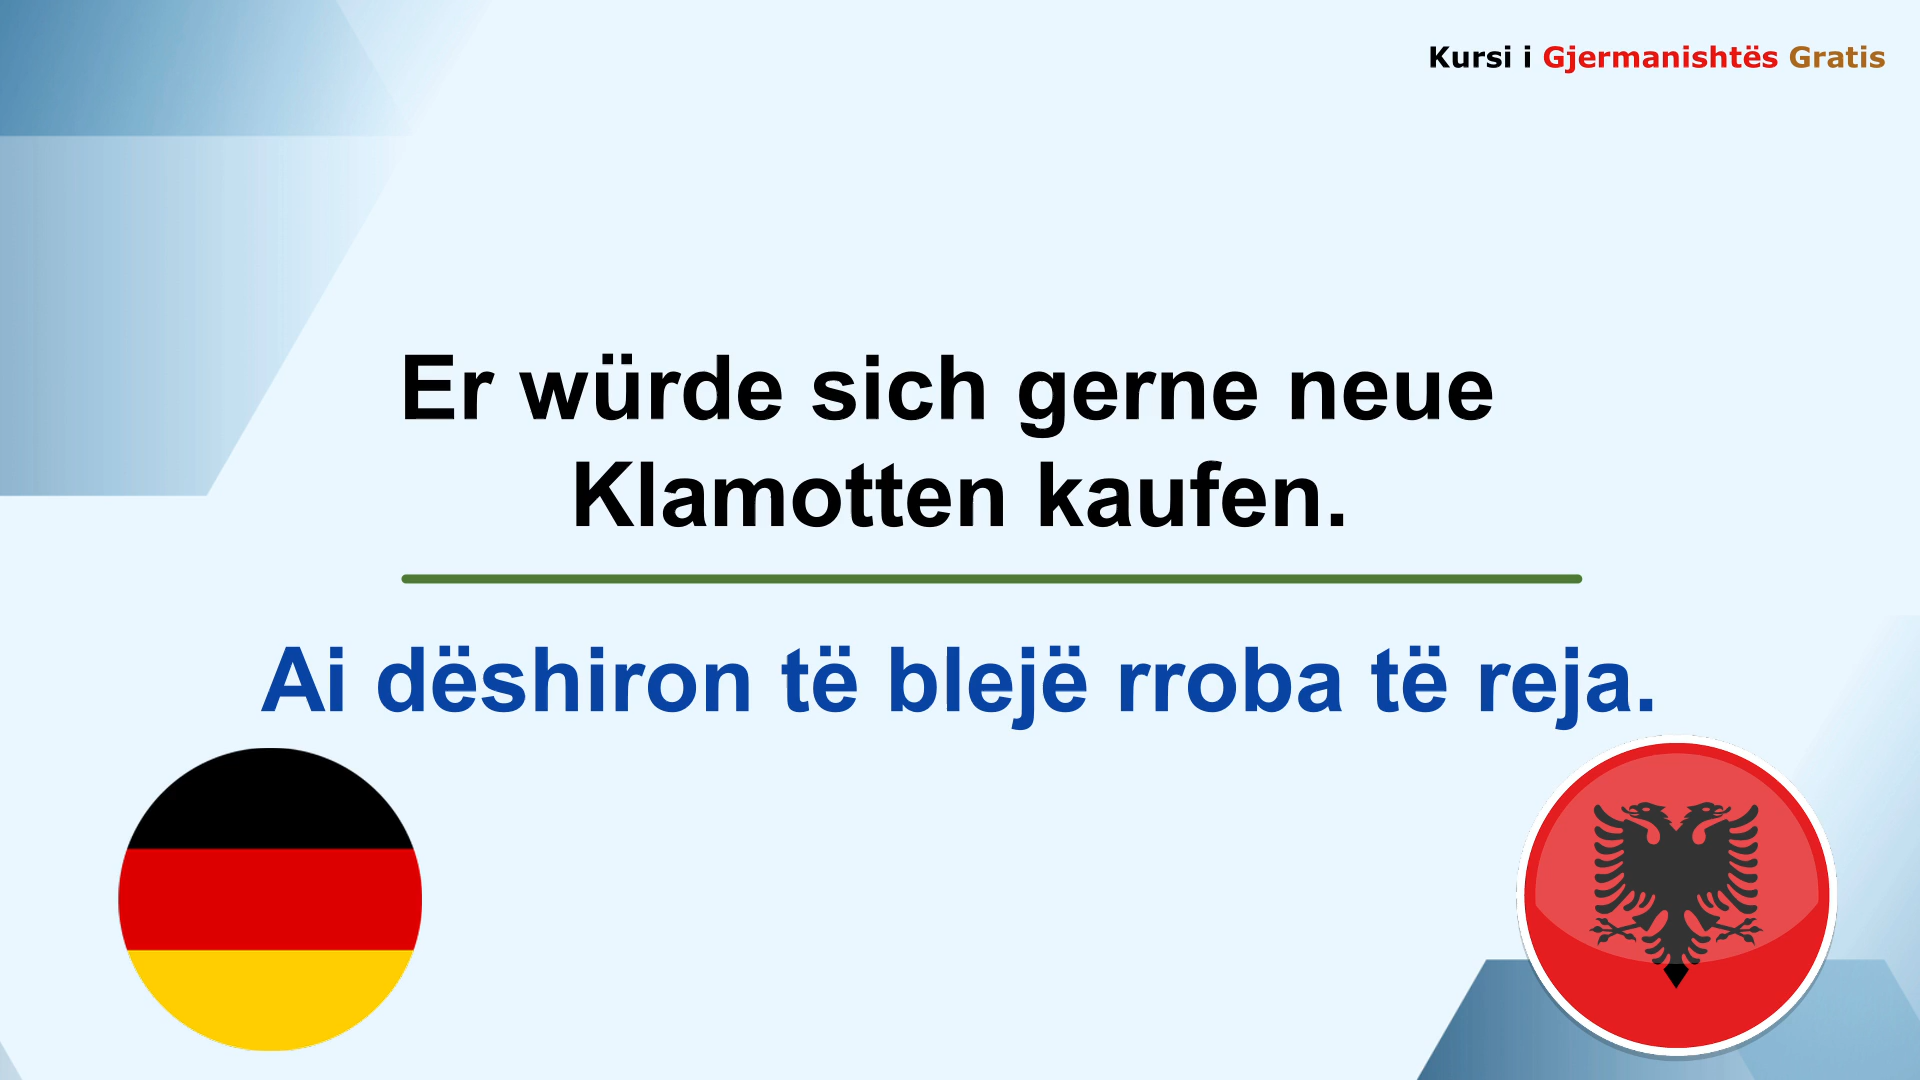 Kursi i Gjermanishtës Gratis
Er würde sich gerne neue
Klamotten kaufen.
Ai dëshiron të blejë rroba të reja.